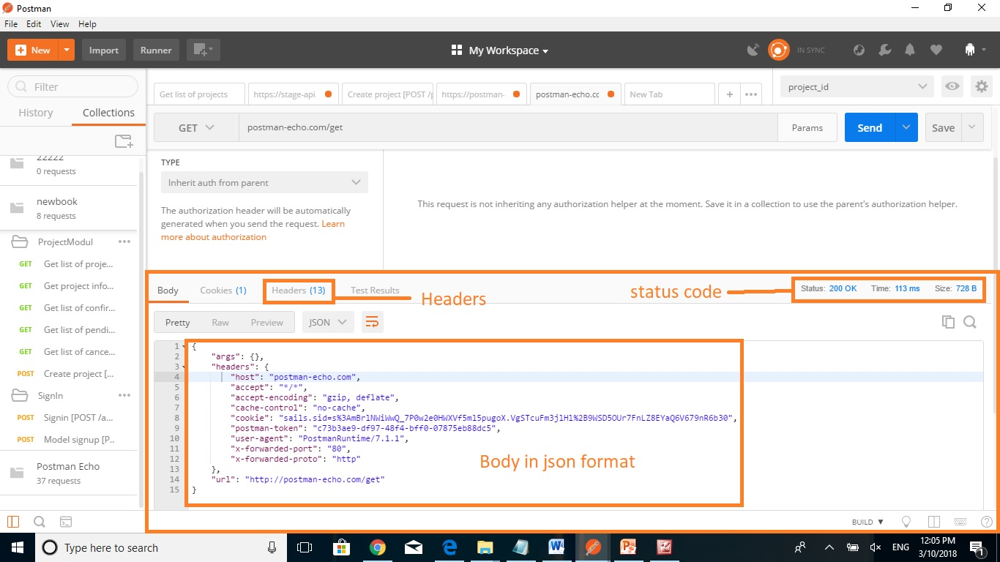 Postman
File Edit View Help
New
Import
Runner
My Workspace
IN SYNC
Filter
History
Collections
22222
0 requests
newbook
8 requests
ProjectModul
GET Get list of proje...
GET Get project info...
GET Get list of confir...
GET Get list of pendi...
GET Get list of cance...
POST Create project [...
SignIn
POST Signin [POST /a...
POST Model signup [P..
Postman Echo
37 requests
Get list of projects
https://stage-api.
Create project [POST /p
https://postman-
postman-echo.cc
New Tab
project_id
GET
postman-echo.com/get
Params
Send
Save
TYPE
Inherit auth from parent
The authorization header will be automatically
generated when you send the request. Learn
more about authorization
This request is not inheriting any authorization helper at the moment. Save it in a collection to use the parent's authorization helper.
Body
Cookies (1)
Headers (13)
Test Results
Headers
status code
Status: 200 OK Time: 113 ms Size: 728 B
Pretty
Raw
Preview
JSON
1 {
2 "args": {},
3 "headers": {
4 "host": "postman-echo.com",
5 "accept": "*/*",
6 "accept-encoding": "gzip, deflate",
7 "cache-control": "no-cache",
8 "cookie": "sails.sid=s%3AmBrlNWiWwQ_7P0w2e0HWXVf5ml5pugoX.VgSTcuFm3jlHl%2B9WSD5OUr7FnLZ8EYaQ6V679nR6b30",
9 "postman-token": "c73b3ae9-df97-48f4-bff0-07875eb88dc5",
10 "user-agent": "PostmanRuntime/7.1.1",
11 "x-forwarded-port": "80",
12 "x-forwarded-proto": "http"
13 },
14 "url": "http://postman-echo.com/get"
15 }
Body in json format
BUILD
Type here to search
ENG
12:05 PM
3/10/2018
1